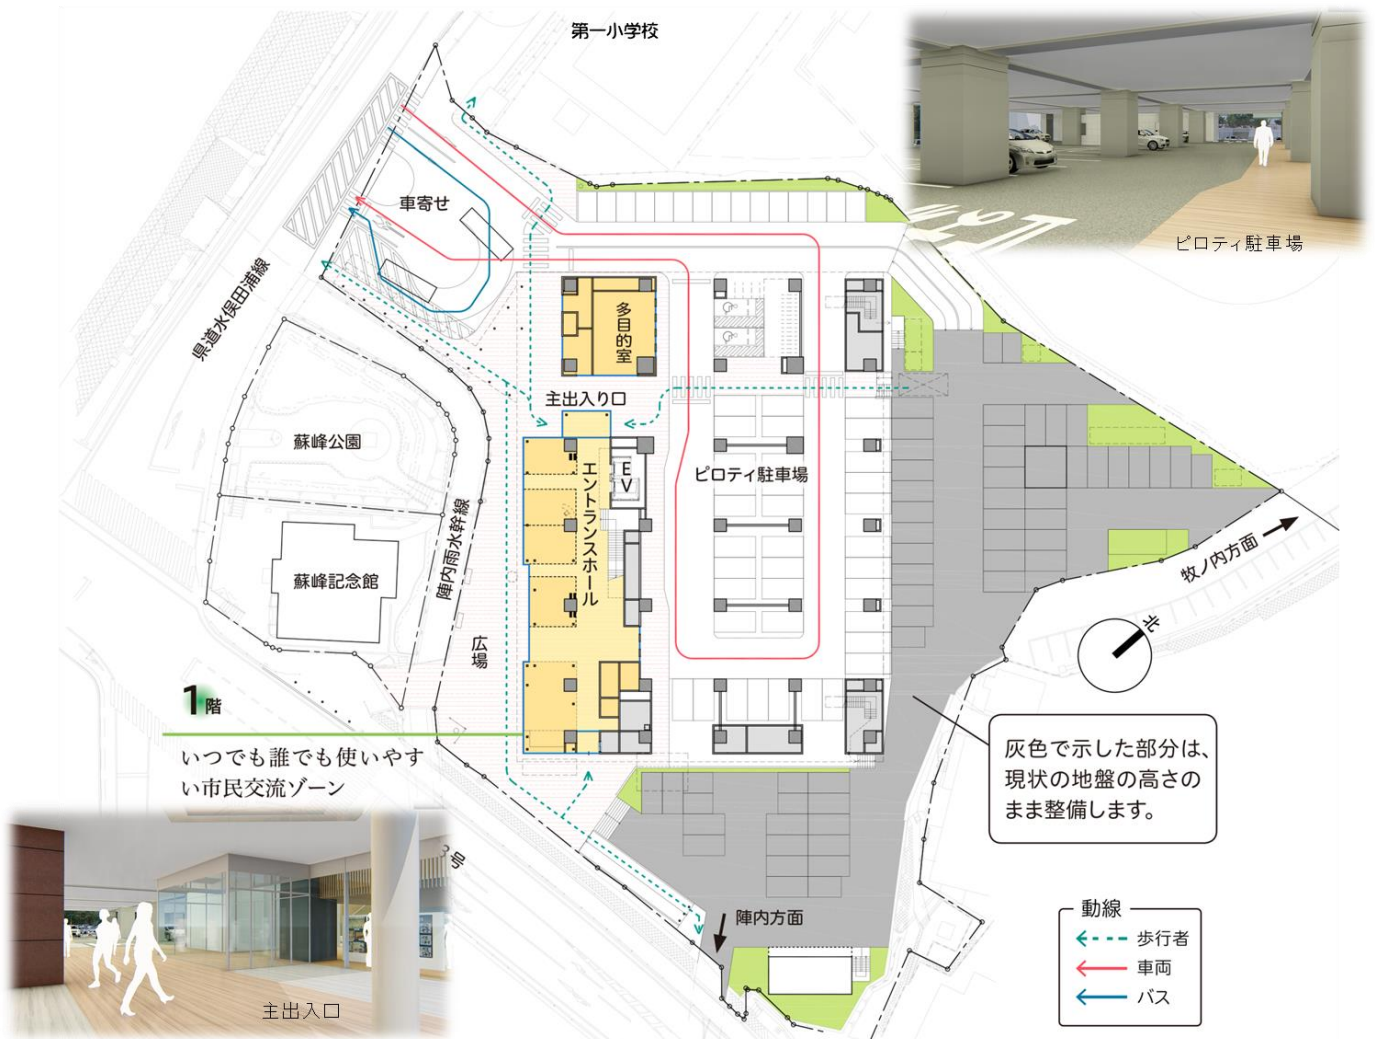 第一小学校
ピロティ駐車場
車寄せ
県道水俣田浦線
多目的室
主出入り口
蘇峰公園
エントランスホール
EV
ピロティ駐車場
陣内雨水幹線
蘇峰記念館
牧ノ内方面
北
広場
1階
いつでも誰でも使いやす
い市民交流ゾーン
灰色で示した部分は、
現状の地盤の高さの
まま整備します。
3号
主出入口
陣内方面
動線
歩行者
車両
バス